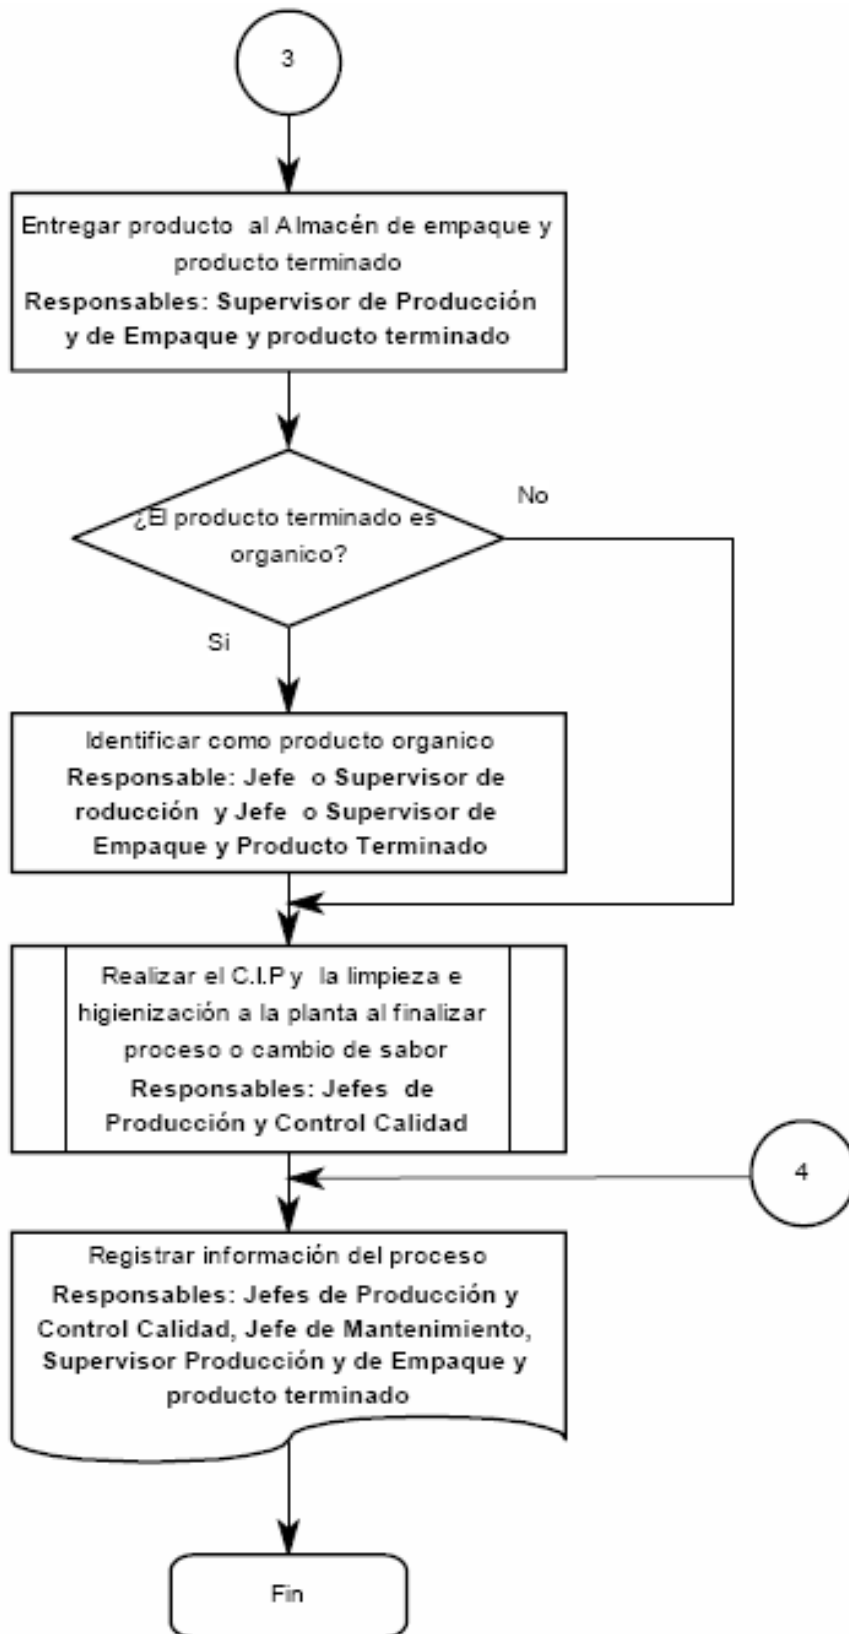 3
Entregar producto al Almacén de empaque y
producto terminado
Responsables: Supervisor de Producción
y de Empaque y producto terminado
¿El producto terminado es
organico?
No
Si
Identificar como producto organico
Responsable: Jefe o Supervisor de
roducción y Jefe o Supervisor de
Empaque y Producto Terminado
Realizar el C.I.P y la limpieza e
higienización a la planta al finalizar
proceso o cambio de sabor
Responsables: Jefes de
Producción y Control Calidad
4
Registrar información del proceso
Responsables: Jefes de Producción y
Control Calidad, Jefe de Mantenimiento,
Supervisor Producción y de Empaque y
producto terminado
Fin